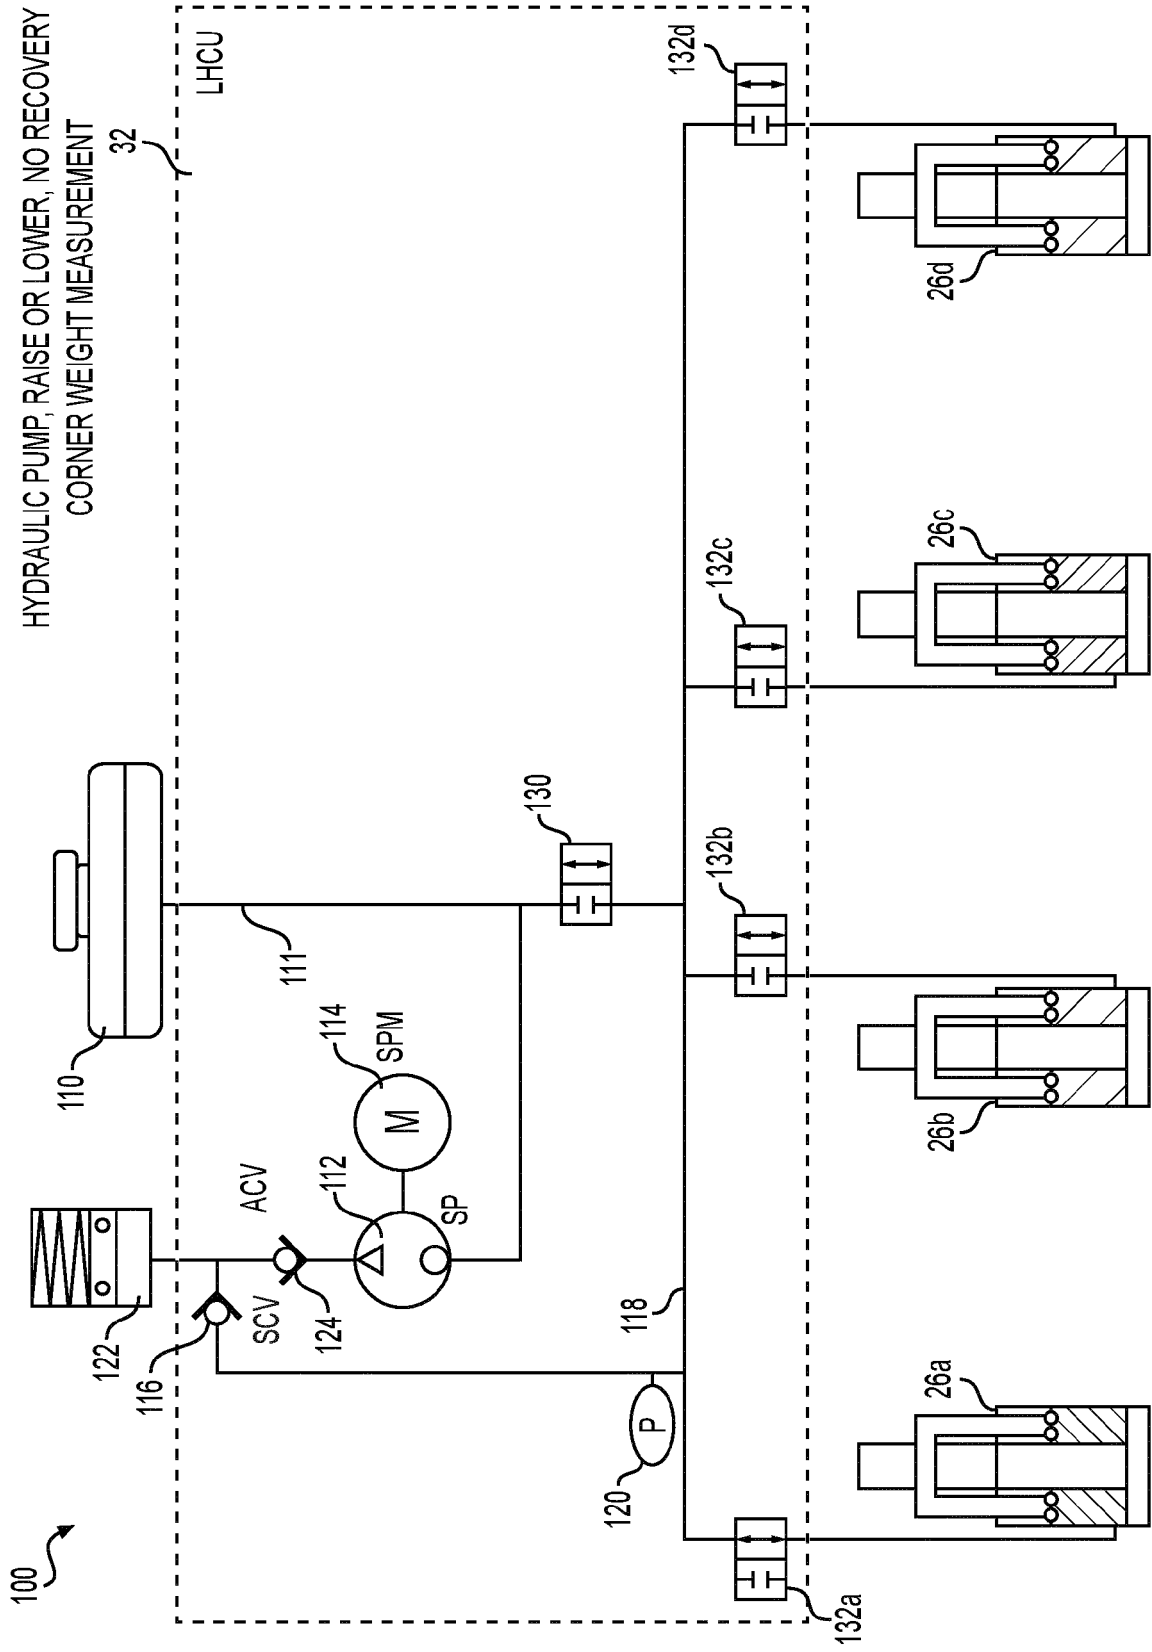 HYDRAULIC PUMP, RAISE OR LOWER, NO RECOVERY
CORNER WEIGHT MEASUREMENT
100
32
LHCU
122
110
116
SCV
ACV
124
112
SP
114
SPM
M
111
130
120
P
118
132a
132b
132c
132d
26a
26b
26c
26d